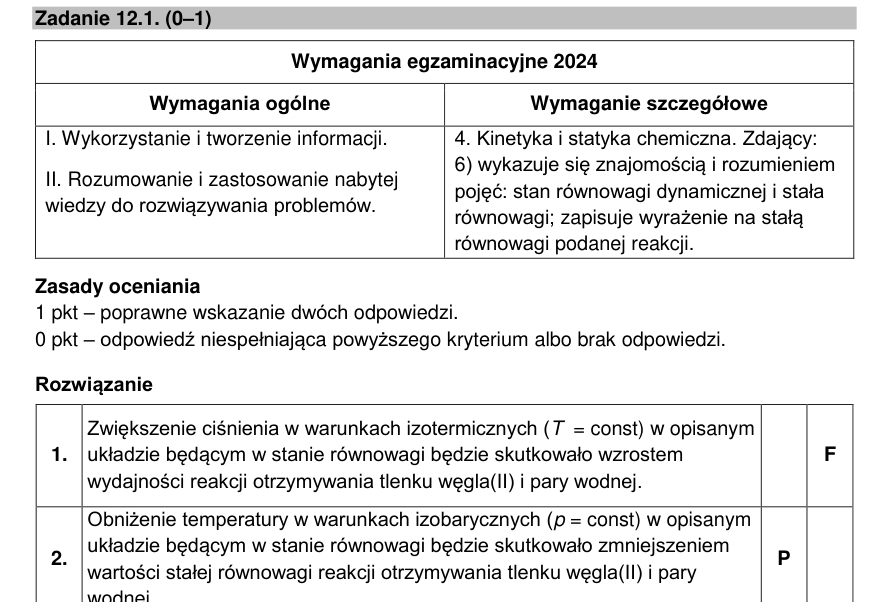 Zadanie 12.1. (0–1)
Wymagania egzaminacyjne 2024
Wymagania ogólne
Wymaganie szczegółowe
I. Wykorzystanie i tworzenie informacji.
II. Rozumowanie i zastosowanie nabytej
wiedzy do rozwiązywania problemów.
4. Kinetyka i statyka chemiczna. Zdający:
6) wykazuje się znajomością i rozumieniem
pojęć: stan równowagi dynamicznej i stała
równowagi; zapisuje wyrażenie na stałą
równowagi podanej reakcji.
Zasady oceniania
1 pkt – poprawne wskazanie dwóch odpowiedzi.
0 pkt – odpowiedź niespełniająca powyższego kryterium albo brak odpowiedzi.
Rozwiązanie
1.
Zwiększenie ciśnienia w warunkach izotermicznych (T = const) w opisanym
układzie będącym w stanie równowagi będzie skutkowało wzrostem
wydajności reakcji otrzymywania tlenku węgla(II) i pary wodnej.
F
2.
Obniżenie temperatury w warunkach izobarycznych (p = const) w opisanym
układzie będącym w stanie równowagi będzie skutkowało zmniejszeniem
wartości stałej równowagi reakcji otrzymywania tlenku węgla(II) i pary
wodnej.
P